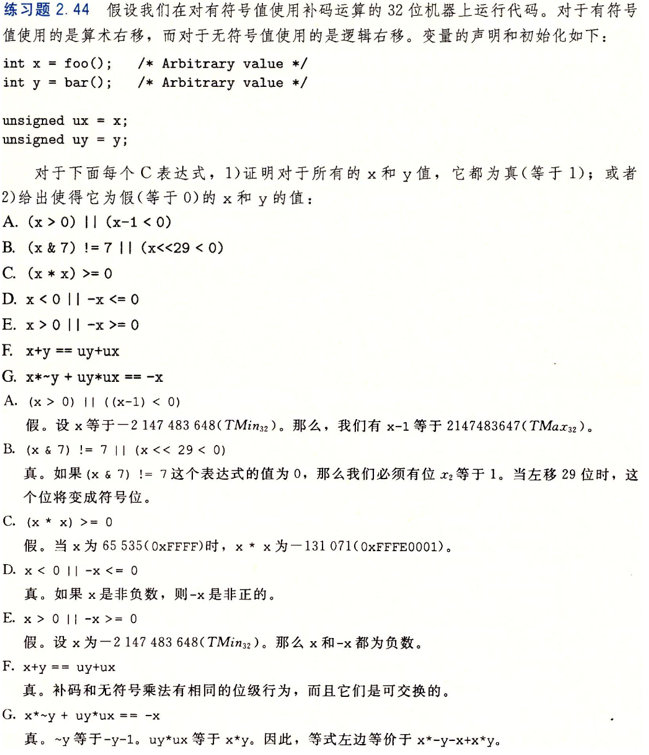 练习题 2.44 假设我们在对有符号值使用补码运算的 32 位机器上运行代码。对于有符号
值使用的是算术右移，而对于无符号值使用的是逻辑右移。变量的声明和初始化如下：
int x = foo(); /* Arbitrary value */
int y = bar(); /* Arbitrary value */
unsigned ux = x;
unsigned uy = y;
对于下面每个 C 表达式，1)证明对于所有的 x 和 y 值，它都为真(等于 1)；或者
2)给出使得它为假(等于 0)的 x 和 y 的值：
A. (x > 0) || (x-1 < 0)
B. (x & 7) != 7 || (x<<29 < 0)
C. (x * x) >= 0
D. x < 0 || -x <= 0
E. x > 0 || -x >= 0
F. x+y == uy+ux
G. x*~y + uy*ux == -x
A. (x > 0) || ((x-1) < 0)
假。设 x 等于－2 147 483 648(TMin32)。那么，我们有 x-1 等于 2147483647(TMax32)。
B. (x & 7) != 7 || (x << 29 < 0)
真。如果 (x & 7) != 7 这个表达式的值为 0，那么我们必须有位 x2 等于 1。当左移 29 位时，这
个位将变成符号位。
C. (x * x) >= 0
假。当 x 为 65 535(0xFFFF)时，x * x 为－131 071(0xFFFE0001)。
D. x < 0 || -x <= 0
真。如果 x 是非负数，则-x 是非正的。
E. x > 0 || -x >= 0
假。设 x 为－2 147 483 648(TMin32)。那么 x 和-x 都为负数。
F. x+y == uy+ux
真。补码和无符号乘法有相同的位级行为，而且它们是可交换的。
G. x*~y + uy*ux == -x
真。~y 等于-y-1。uy*ux 等于 x*y。因此，等式左边等价于 x*-y-x+x*y。